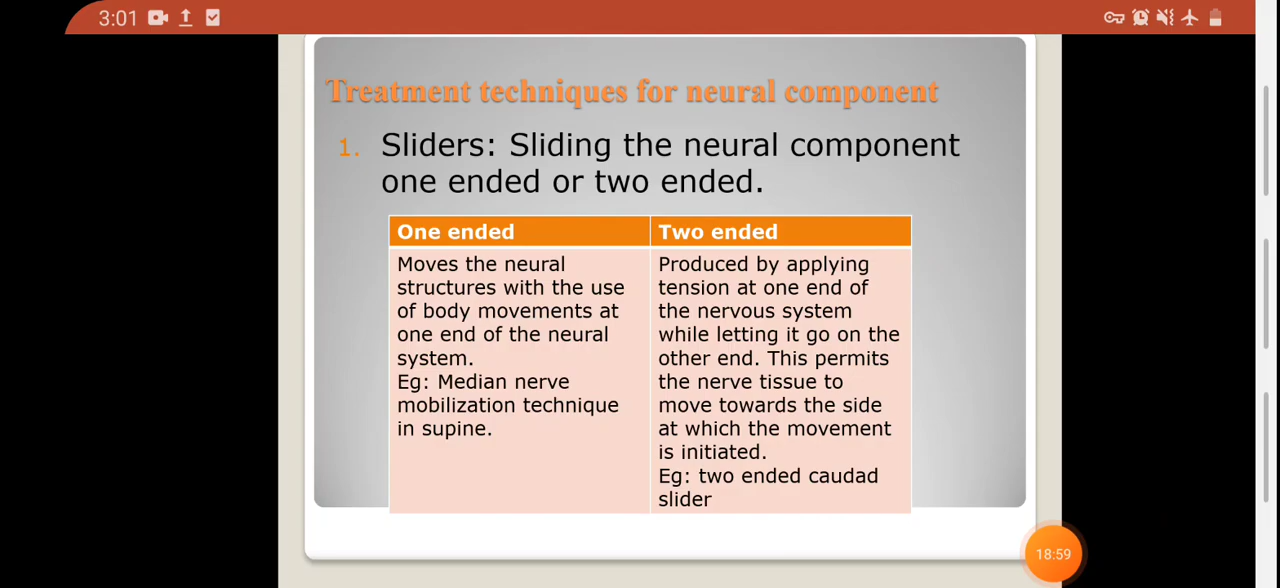 3:01
Treatment techniques for neural component
1. Sliders: Sliding the neural component
one ended or two ended.
One ended
Moves the neural
structures with the use
of body movements at
one end of the neural
system.
Eg: Median nerve
mobilization technique
in supine.
Two ended
Produced by applying
tension at one end of
the nervous system
while letting it go on the
other end. This permits
the nerve tissue to
move towards the side
at which the movement
is initiated.
Eg: two ended caudad
slider
18:59